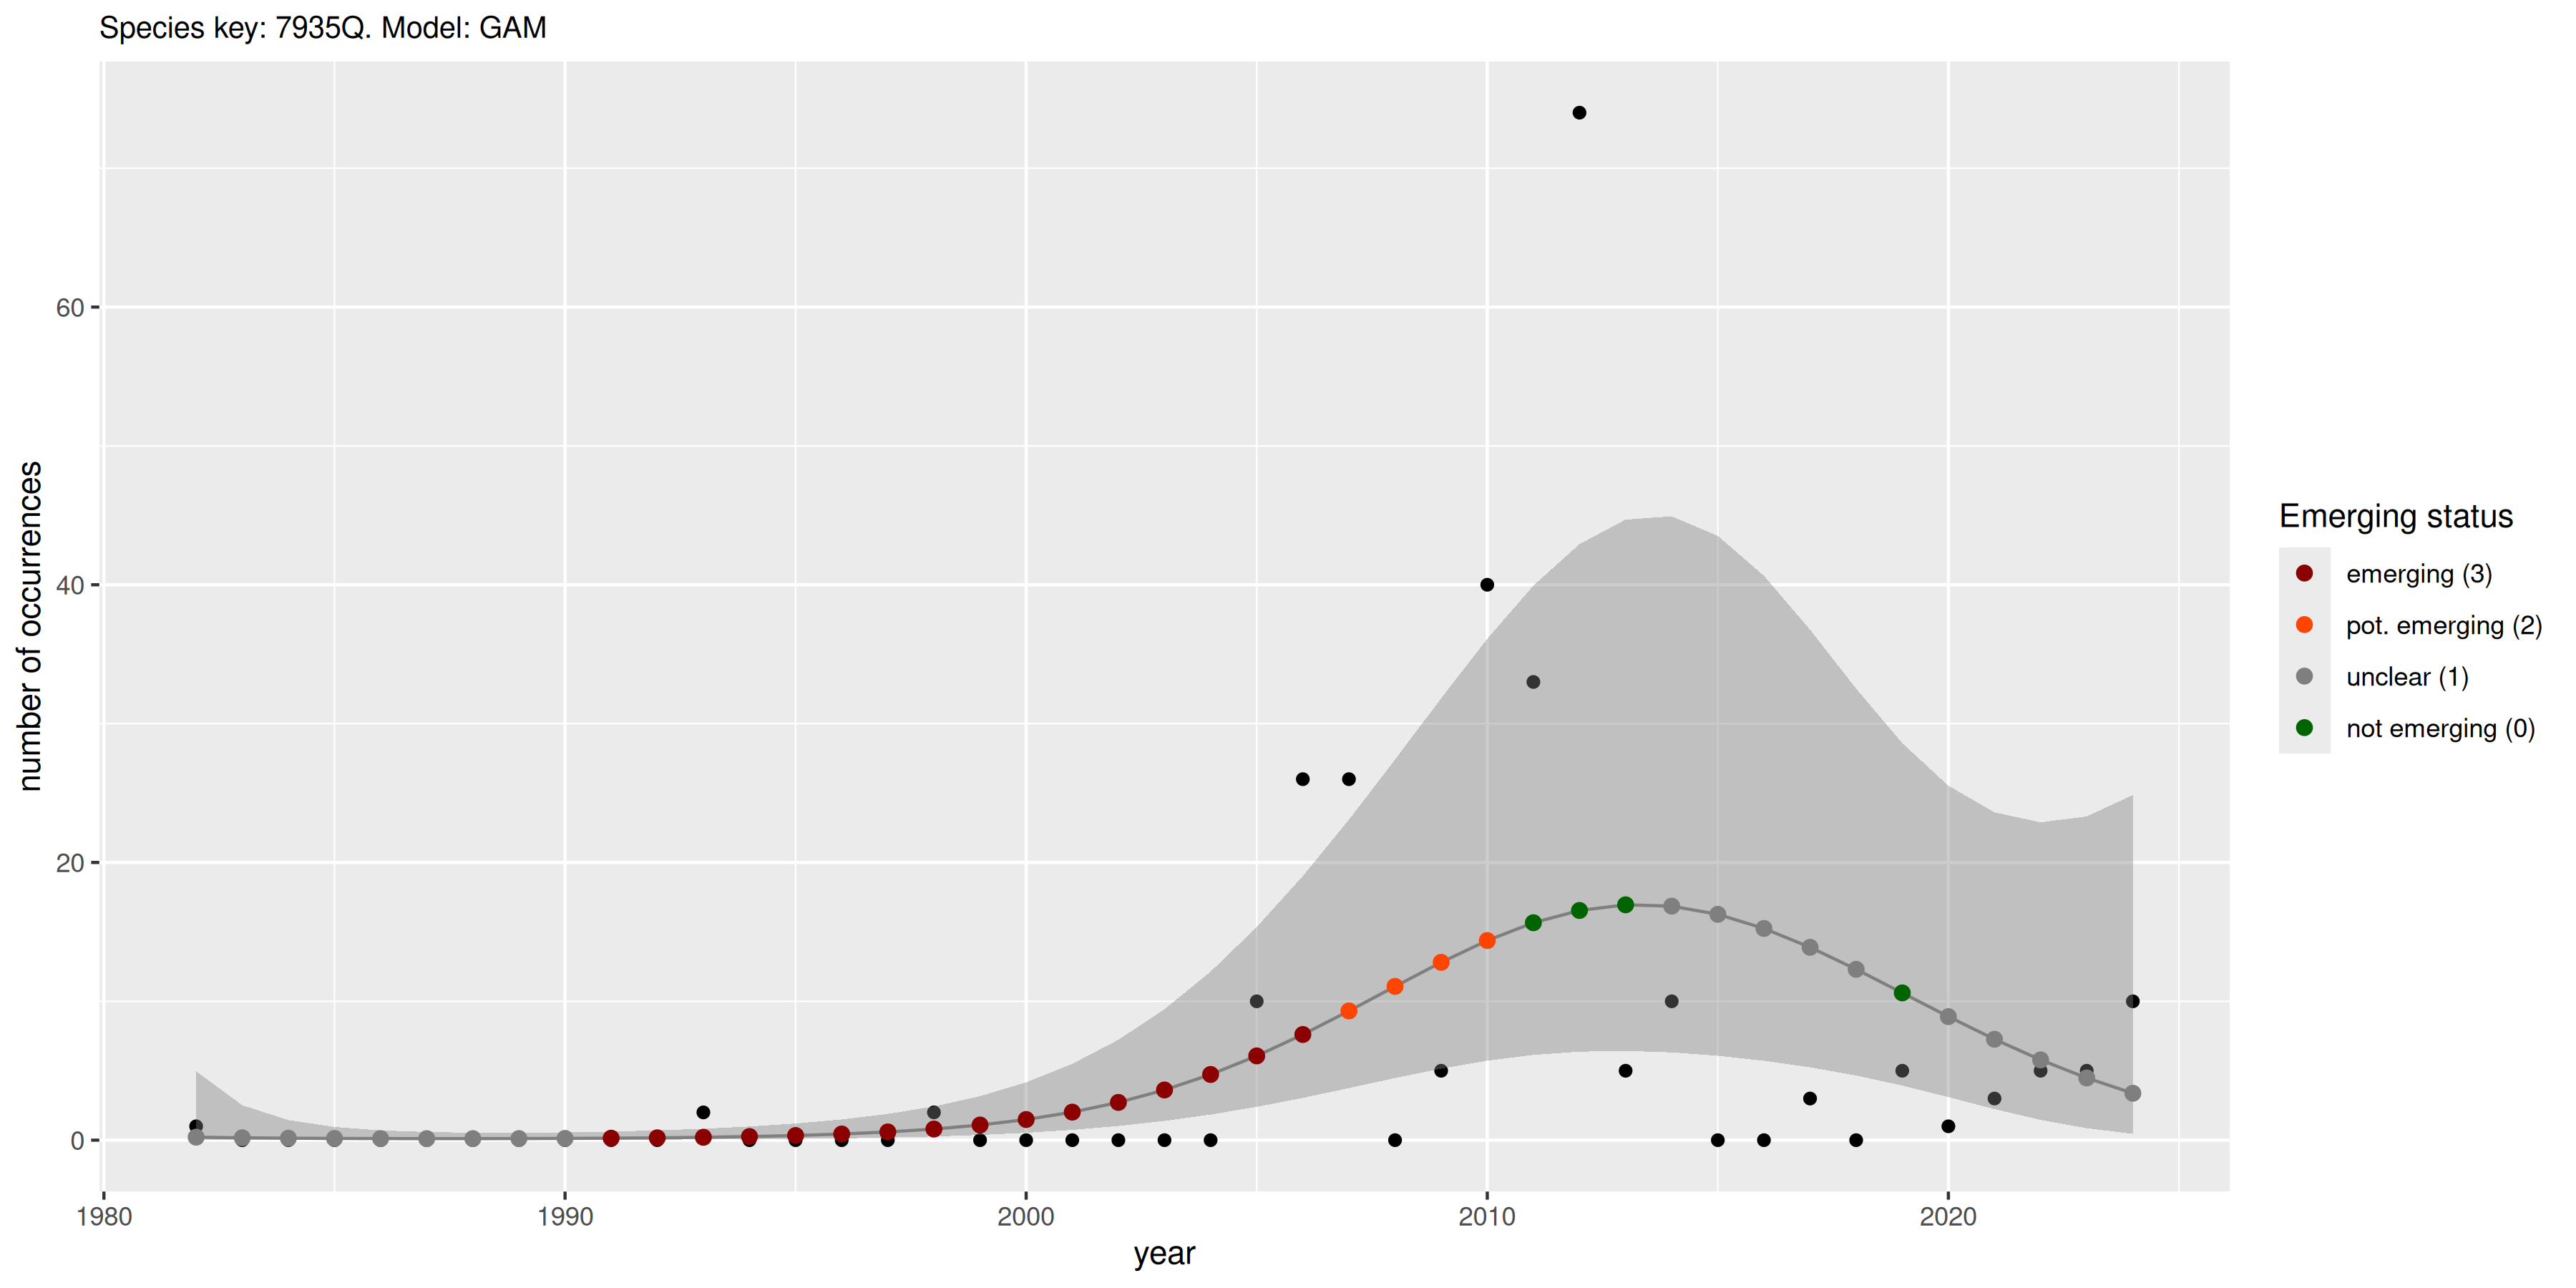 Species key: 7935Q. Model: GAM
number of occurrences
60
40
20
0
1980
1990
2000
2010
2020
year
Emerging status
emerging (3)
pot. emerging (2)
unclear (1)
not emerging (0)